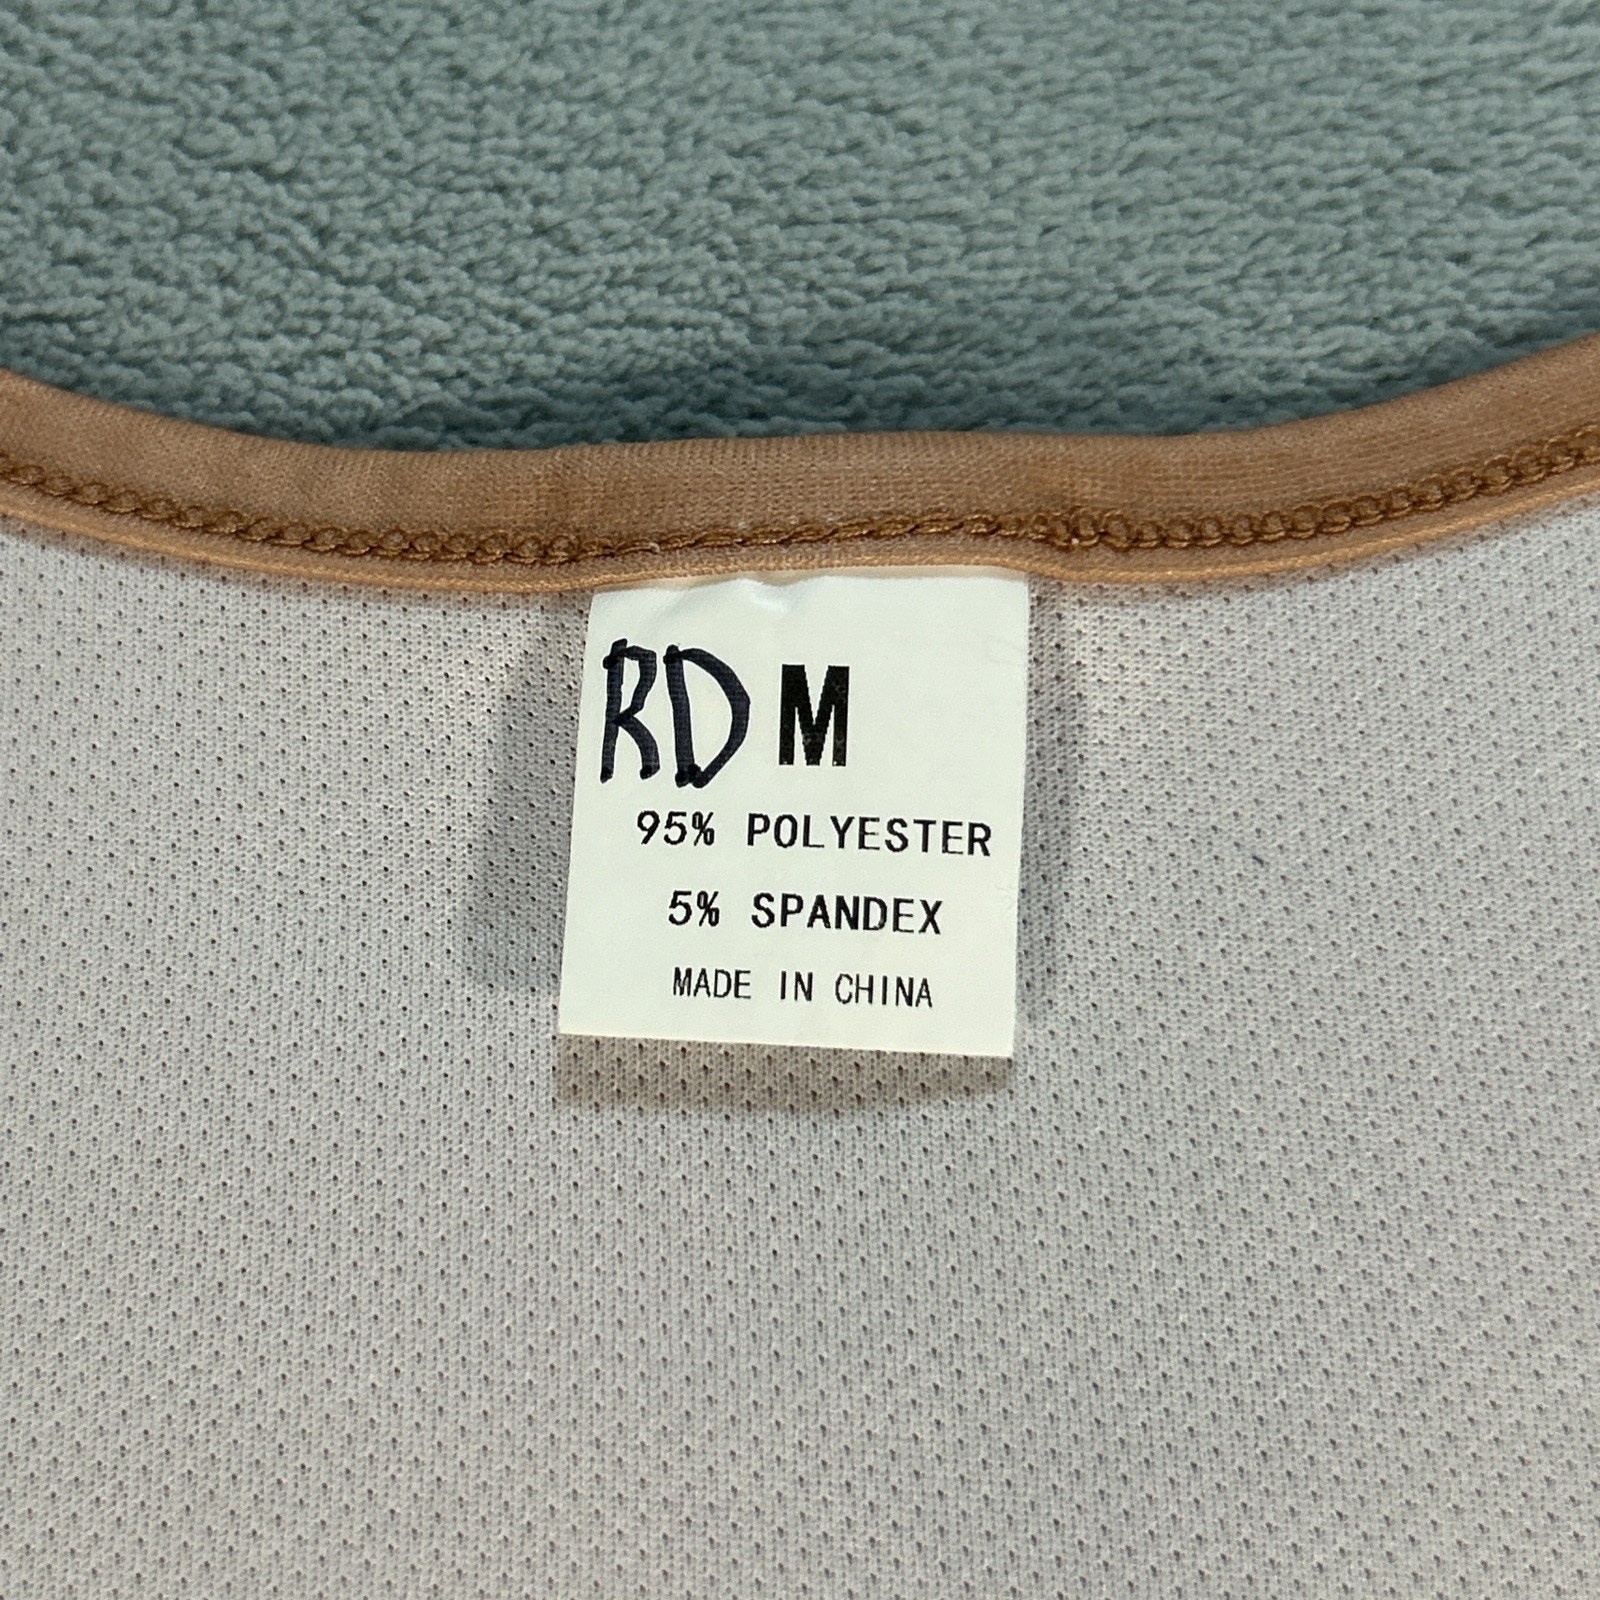 RD M
95% POLYESTER
5% SPANDEX
MADE IN CHINA